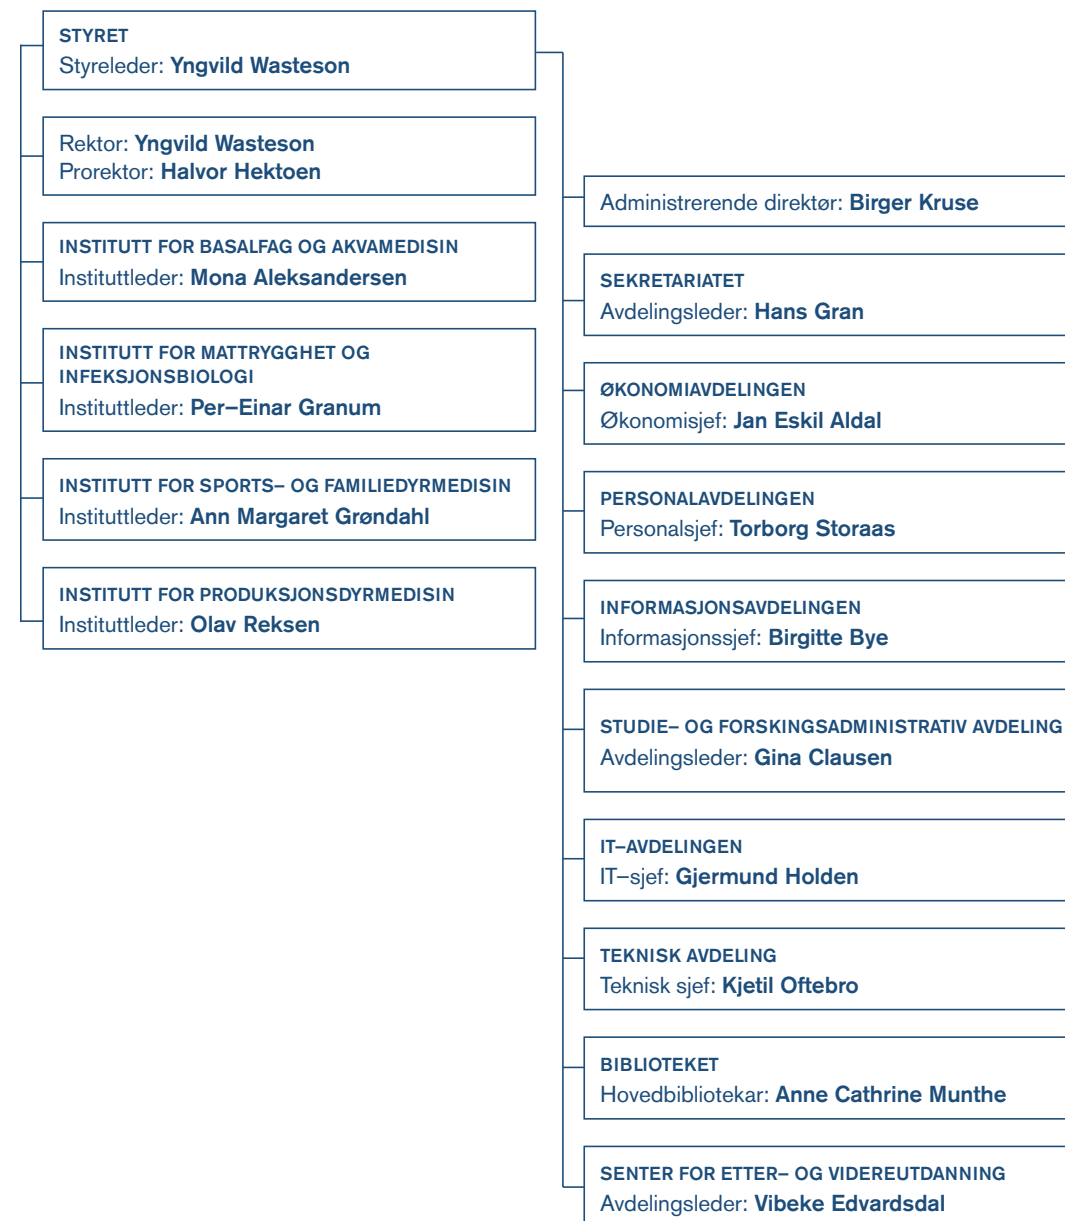 STYRET
Styreleder: Yngvild Wasteson
Rektor: Yngvild Wasteson
Prorektor: Halvor Hektoen
INSTITUTT FOR BASALFAG OG AKVAMEDISIN
Instituttleder: Mona Aleksandersen
INSTITUTT FOR MATTRYGGHET OG
INFEKSJONSBIOLOGI
Instituttleder: Per–Einar Granum
INSTITUTT FOR SPORTS– OG FAMILIEDYRMEDISIN
Instituttleder: Ann Margaret Grøndahl
INSTITUTT FOR PRODUKSJONSDYRMEDISIN
Instituttleder: Olav Reksen
Administrerende direktør: Birger Kruse
SEKRETARIATET
Avdelingsleder: Hans Gran
ØKONOMIAVDELINGEN
Økonomisjef: Jan Eskil Aldal
PERSONALAVDELINGEN
Personalsjef: Torborg Storaas
INFORMASJONSAVDELINGEN
Informasjonssjef: Birgitte Bye
STUDIE– OG FORSKINGSADMINISTRATIV AVDELING
Avdelingsleder: Gina Clausen
IT–AVDELINGEN
IT–sjef: Gjermund Holden
TEKNISK AVDELING
Teknisk sjef: Kjetil Oftebro
BIBLIOTEKET
Hovedbibliotekar: Anne Cathrine Munthe
SENTER FOR ETTER– OG VIDEREUTDANNING
Avdelingsleder: Vibeke Edvardsdal